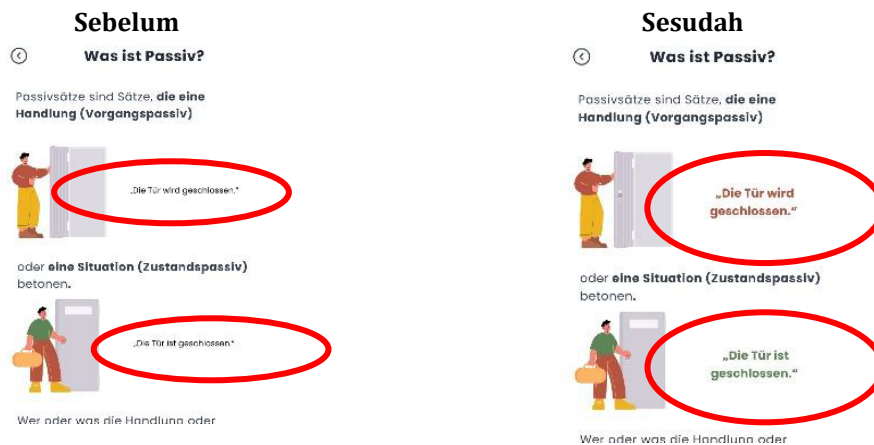 Sebelum
Was ist Passiv?
Passivsätze sind Sätze, die eine
Handlung (Vorgangspassiv)
„Die Tür wird geschlossen.“
oder eine Situation (Zustandspassiv)
betonen.
„Die Tür ist geschlossen.“
Wer oder was die Handlung oder
Sesudah
Was ist Passiv?
Passivsätze sind Sätze, die eine
Handlung (Vorgangspassiv)
„Die Tür wird
geschlossen.“
oder eine Situation (Zustandspassiv)
betonen.
„Die Tür ist
geschlossen.“
Wer oder was die Handlung oder